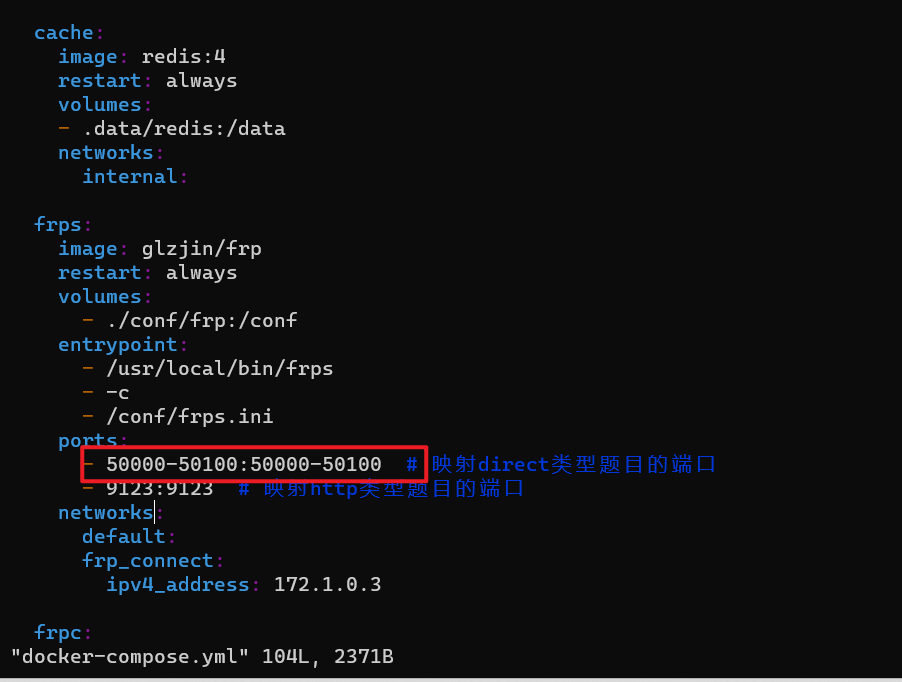 cache:
  image: redis:4
  restart: always
  volumes:
  - .data/redis:/data
  networks:
    internal:

frps:
  image: glzjin/frp
  restart: always
  volumes:
    - ./conf/frp:/conf
  entrypoint:
    - /usr/local/bin/frps
    - -c
    - /conf/frps.ini
  ports:
    - 50000-50100:50000-50100  # 映射direct类型题目的端口
    - 9123:9123  # 映射http类型题目的端口
  networks:
    default:
    frp_connect:
      ipv4_address: 172.1.0.3

frpc:
"docker-compose.yml" 104L, 2371B